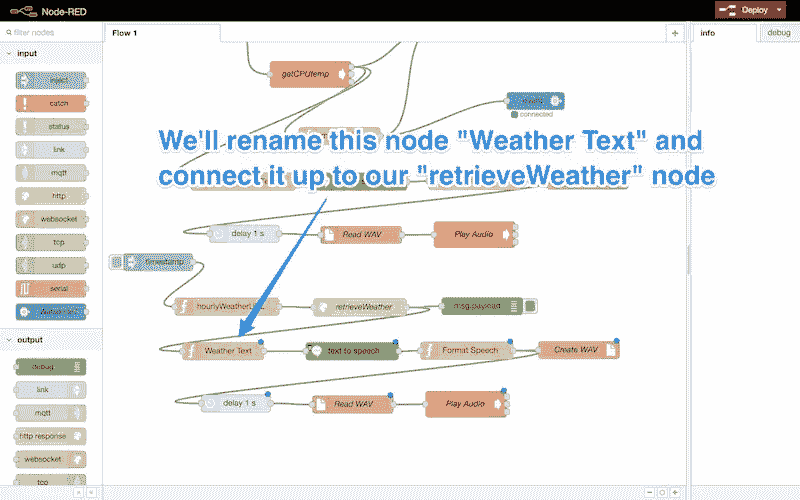 Node-RED
Deploy
filter nodes
Flow 1
info
debug
input
inject
catch
status
link
mqtt
http
websocket
tcp
udp
serial
getCPUtemp
connected
We'll rename this node "Weather Text" and
connect it up to our "retrieveWeather" node
delay 1 s
Read WAV
Play Audio
timestamp
retrieveWeather
msg.payload
output
Weather Text
text to speech
Format Speech
Create WAV
debug
link
mqtt
http response
websocket
tcp
delay 1 s
Read WAV
Play Audio